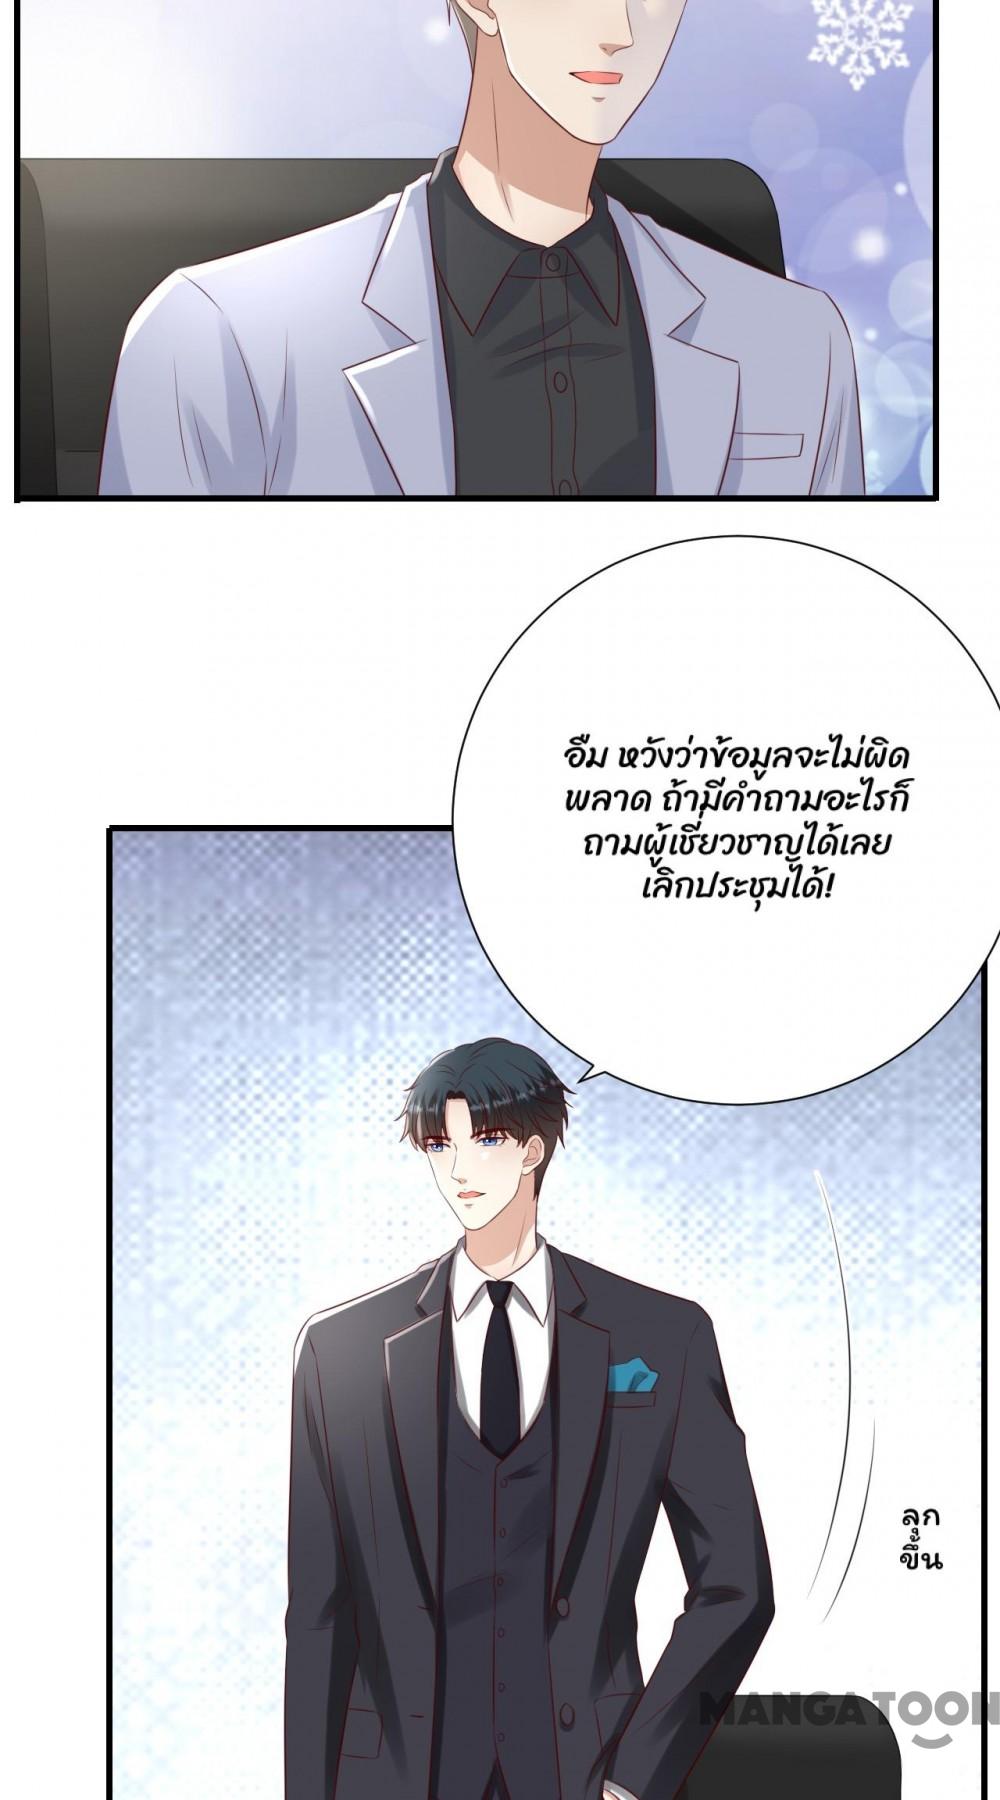 อืม หวังว่าข้อมูลจะไม่ผิด
พลาด ถ้ามีคำถามอะไรก็
ถามผู้เชี่ยวชาญได้เลย
เลิกประชุมได้!
ลุก
ขึ้น
MANGATOON